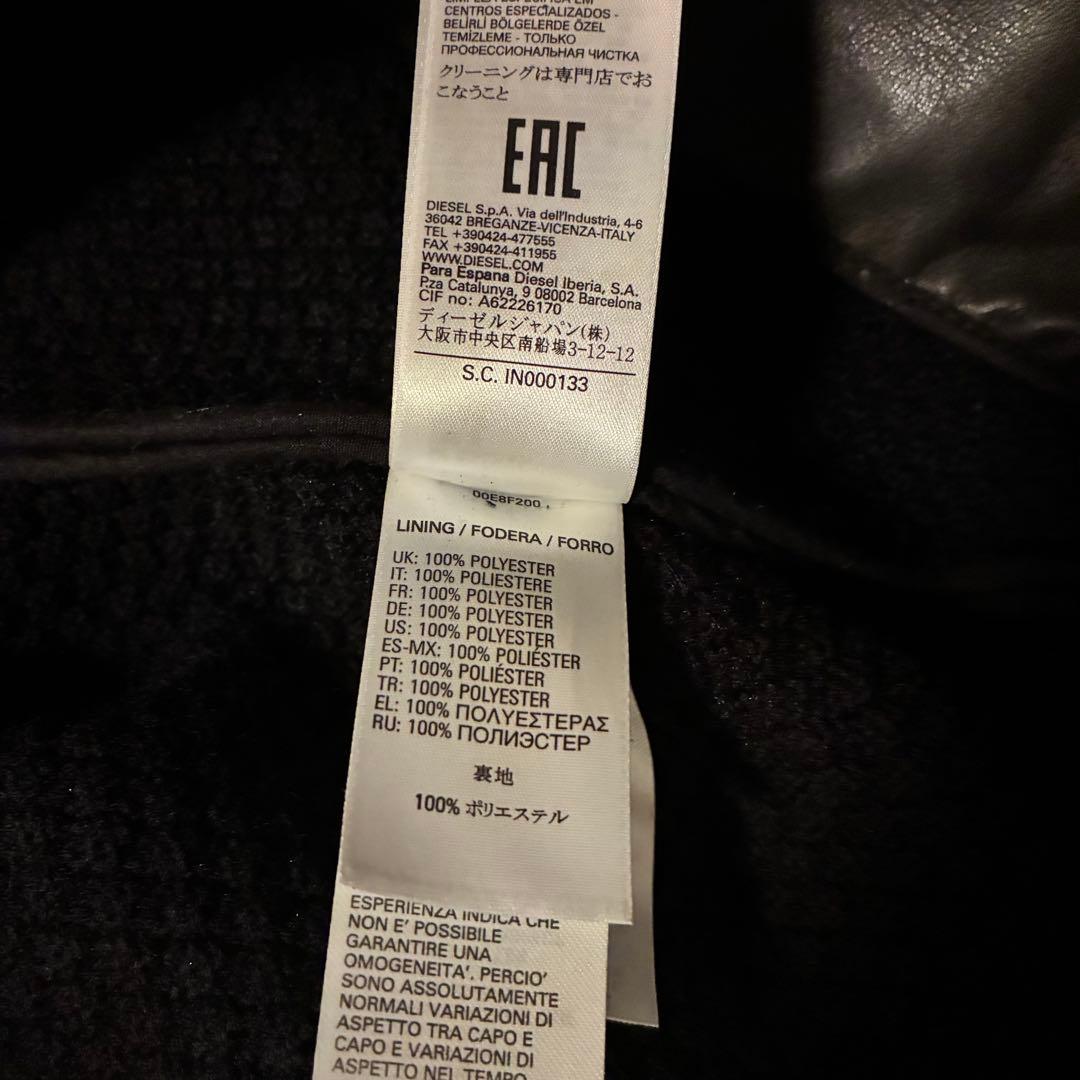 LIMPEZA ESPECIFICA EM
CENTROS ESPECIALIZADOS -
BELIRLI BÖLGELERDE ÖZEL
TEMİZLEME - ТОЛЬКО
ПРОФЕССИОНАЛЬНАЯ ЧИСТКА
クリーニングは専門店でお
こなうこと
EAC
DIESEL S.p.A. Via dell'Industria, 4-6
36042 BREGANZE-VICENZA-ITALY
TEL +390424-477555
FAX +390424-411955
WWW.DIESEL.COM
Para Espana Diesel Iberia, S.A.
P.za Catalunya, 9 08002 Barcelona
CIF no: A62226170
ディーゼルジャパン(株)
大阪市中央区南船場3-12-12
S.C. IN000133
00E8F200
LINING / FODERA / FORRO
UK: 100% POLYESTER
IT: 100% POLIESTERE
FR: 100% POLYESTER
DE: 100% POLYESTER
US: 100% POLYESTER
ES-MX: 100% POLIÉSTER
PT: 100% POLIÉSTER
TR: 100% POLYESTER
EL: 100% ΠΟΛΥΕΣΤΕΡΑΣ
RU: 100% ПОЛИЭСТЕР
裏地
100% ポリエステル
ESPERIENZA INDICA CHE
NON E' POSSIBILE
GARANTIRE UNA
OMOGENEITA'. PERCIO'
SONO ASSOLUTAMENTE
NORMALI VARIAZIONI DI
ASPETTO TRA CAPO E
CAPO E VARIAZIONI DI
ASPETTO NEL TEMPO